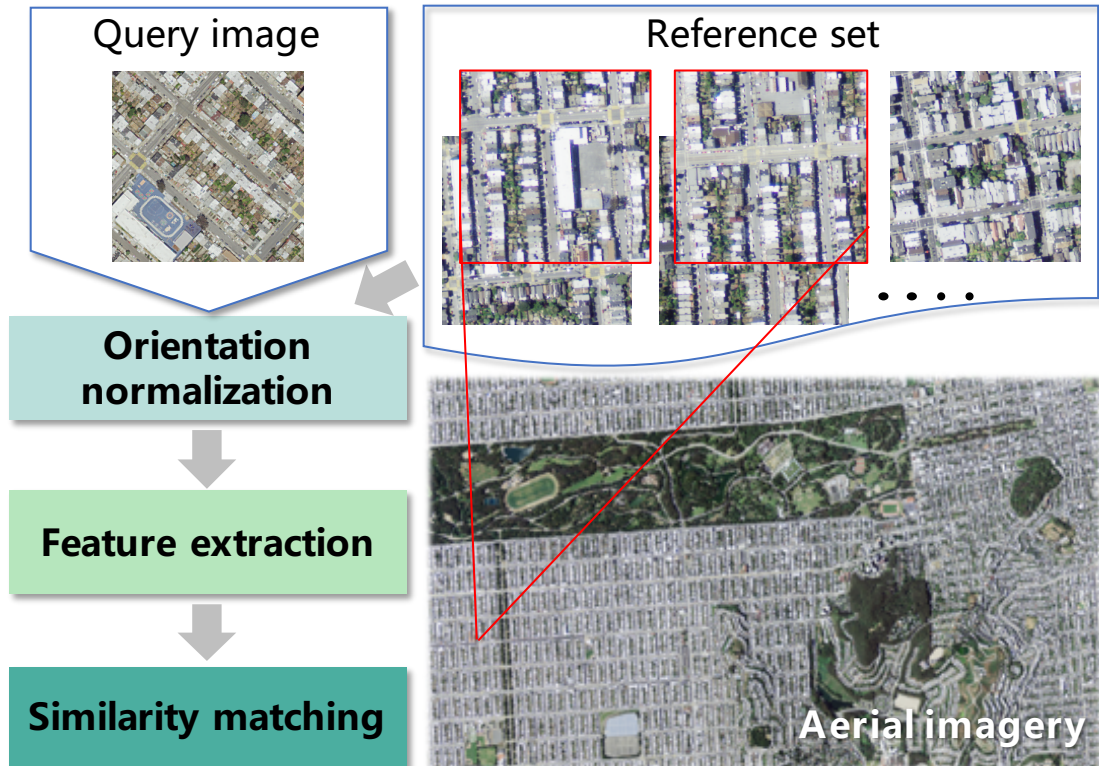 Query image
Reference set
Orientation
normalization
Feature extraction
Similarity matching
Aerial imagery